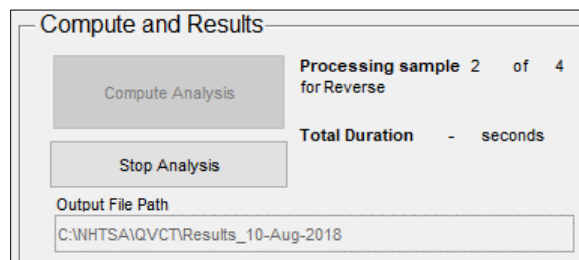 Compute and Results
Compute Analysis
Processing sample 2 of 4
for Reverse
Total Duration - seconds
Stop Analysis
Output File Path
C:\NHTSA\QVCT\Results_10-Aug-2018